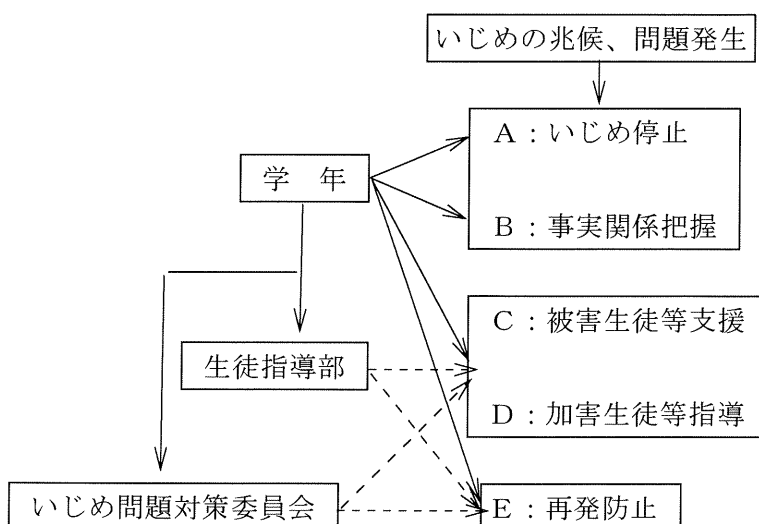 いじめの兆候、問題発生
A：いじめ停止
学　年
B：事実関係把握
C：被害生徒等支援
生徒指導部
D：加害生徒等指導
いじめ問題対策委員会
E：再発防止